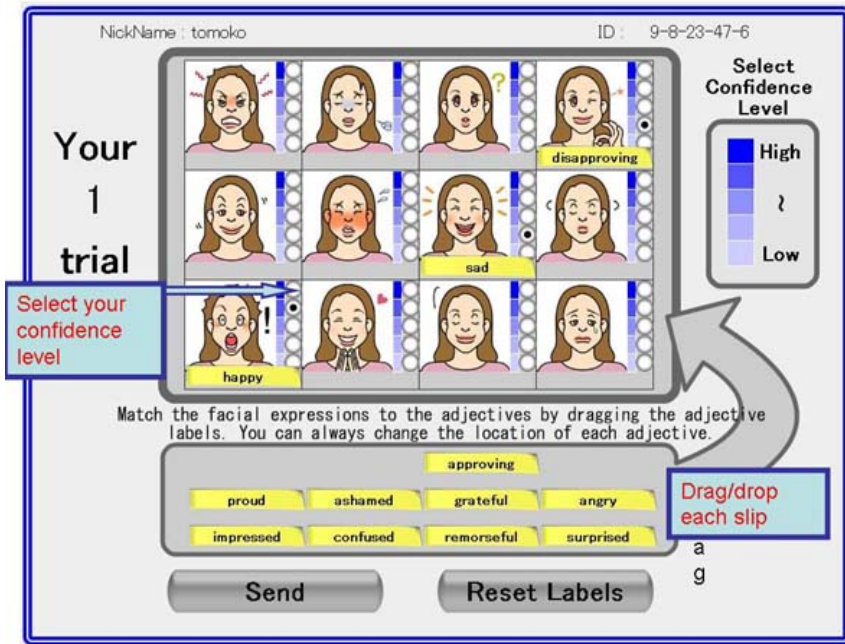 NickName : tomoko
ID : 9-8-23-47-6
Your
1
trial
?
disapproving
sad
!
happy
Select
Confidence
Level
High
~
Low
Select your
confidence
level
Match the facial expressions to the adjectives by dragging the adjective
labels. You can always change the location of each adjective.
approving
proud ashamed grateful angry
impressed confused remorseful surprised
Drag/drop
each slip
a
g
Send
Reset Labels